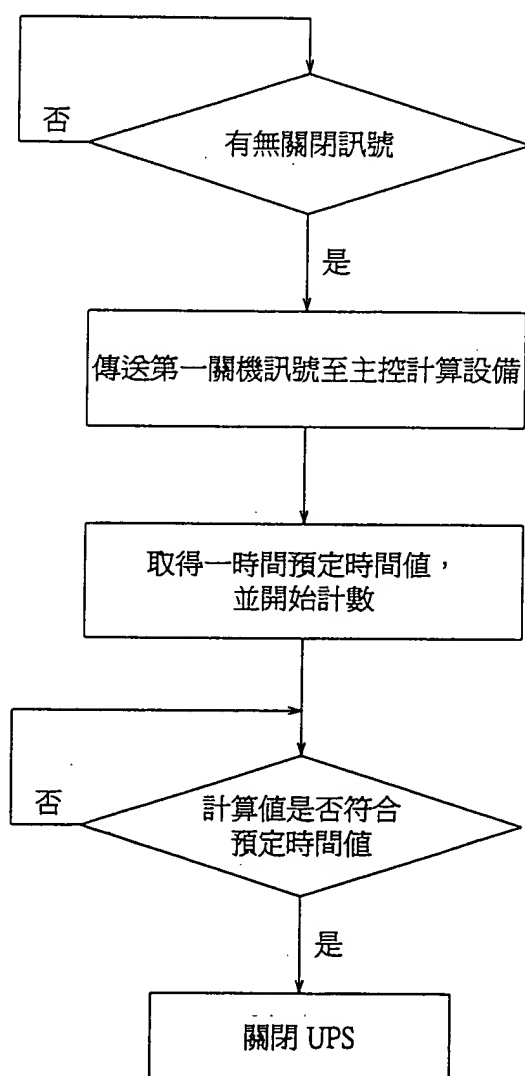 有無關閉訊號
否
是
傳送第一關機訊號至主控計算設備
取得一時間預定時間值，
並開始計數
計算值是否符合
預定時間值
否
是
關閉 UPS